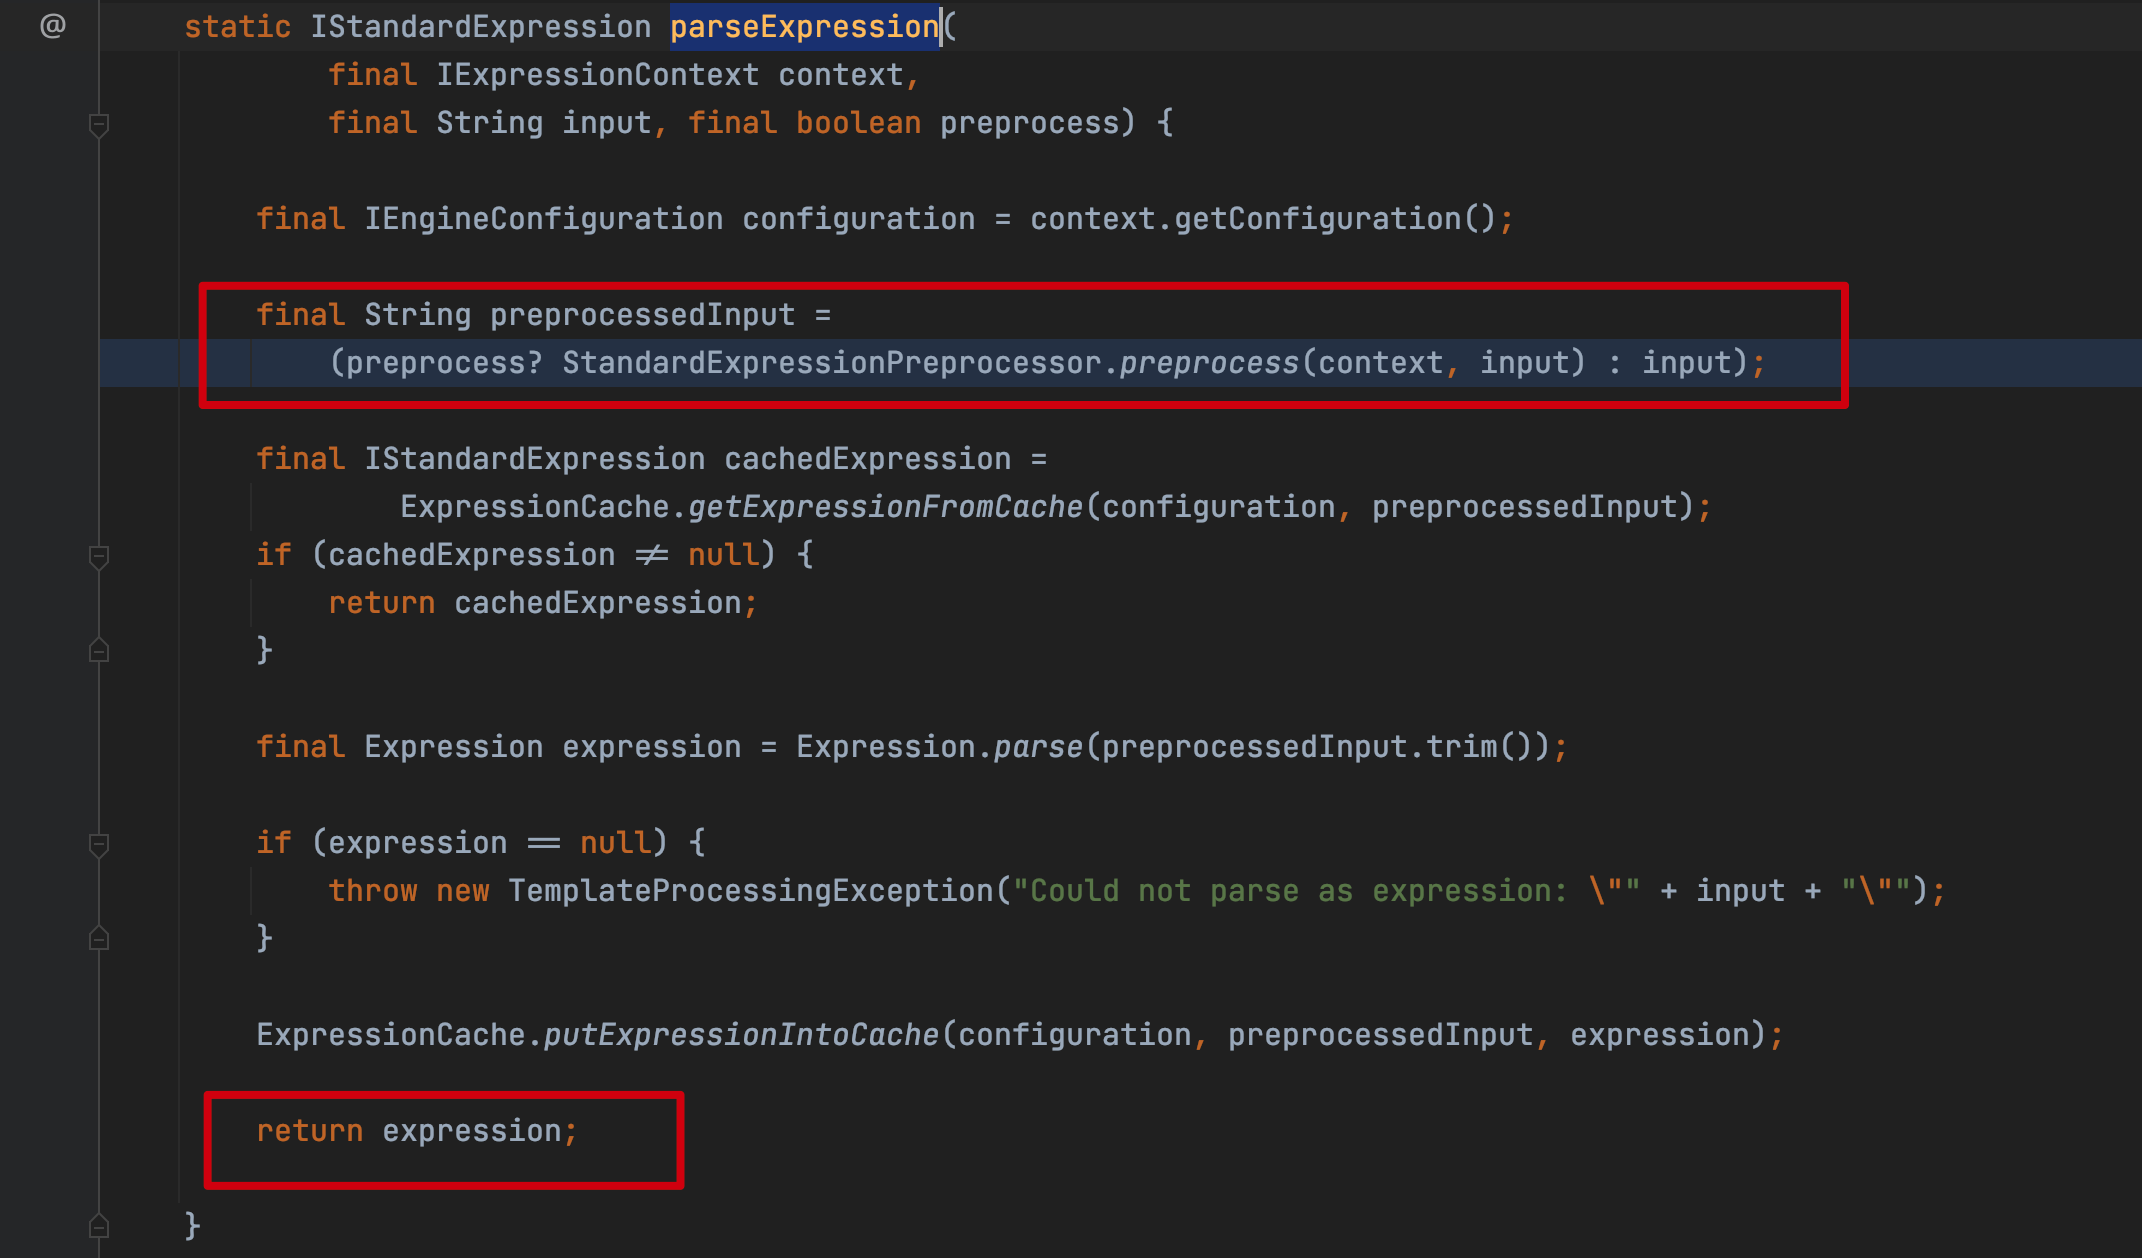 @ static IStandardExpression parseExpression(
final IExpressionContext context,
final String input, final boolean preprocess) {
final IEngineConfiguration configuration = context.getConfiguration();
final String preprocessedInput =
(preprocess? StandardExpressionPreprocessor.preprocess(context, input) : input);
final IStandardExpression cachedExpression =
ExpressionCache.getExpressionFromCache(configuration, preprocessedInput);
if (cachedExpression != null) {
return cachedExpression;
}
final Expression expression = Expression.parse(preprocessedInput.trim());
if (expression == null) {
throw new TemplateProcessingException("Could not parse as expression: \"" + input + "\"");
}
ExpressionCache.putExpressionIntoCache(configuration, preprocessedInput, expression);
return expression;
}